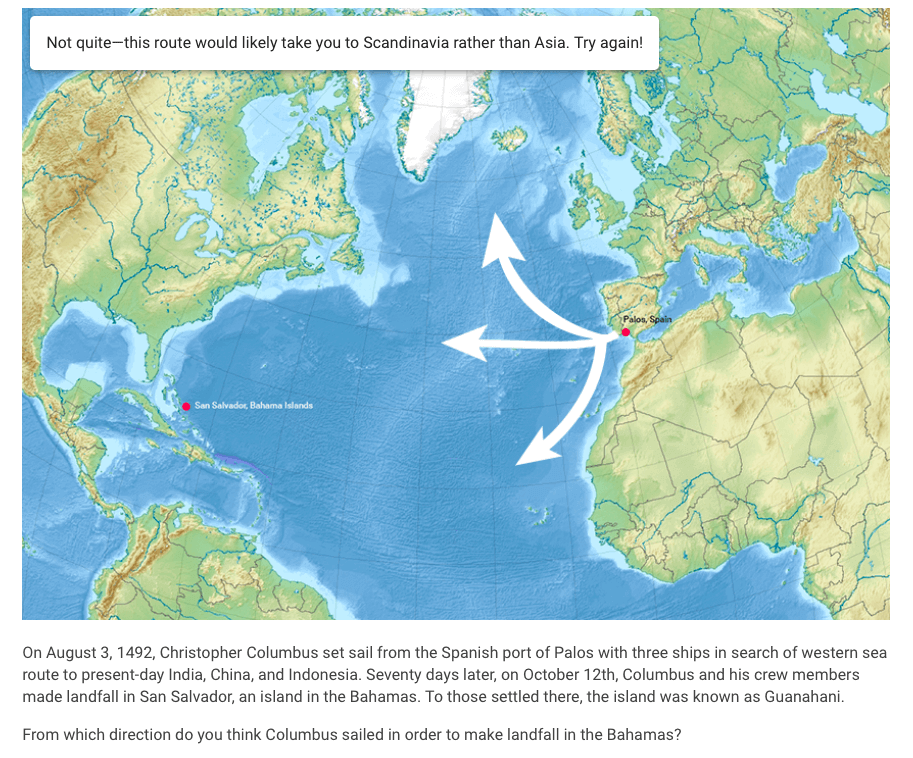 Not quite—this route would likely take you to Scandinavia rather than Asia. Try again!
Palos, Spain
San Salvador, Bahama Islands
On August 3, 1492, Christopher Columbus set sail from the Spanish port of Palos with three ships in search of western sea
route to present-day India, China, and Indonesia. Seventy days later, on October 12th, Columbus and his crew members
made landfall in San Salvador, an island in the Bahamas. To those settled there, the island was known as Guanahani.
From which direction do you think Columbus sailed in order to make landfall in the Bahamas?